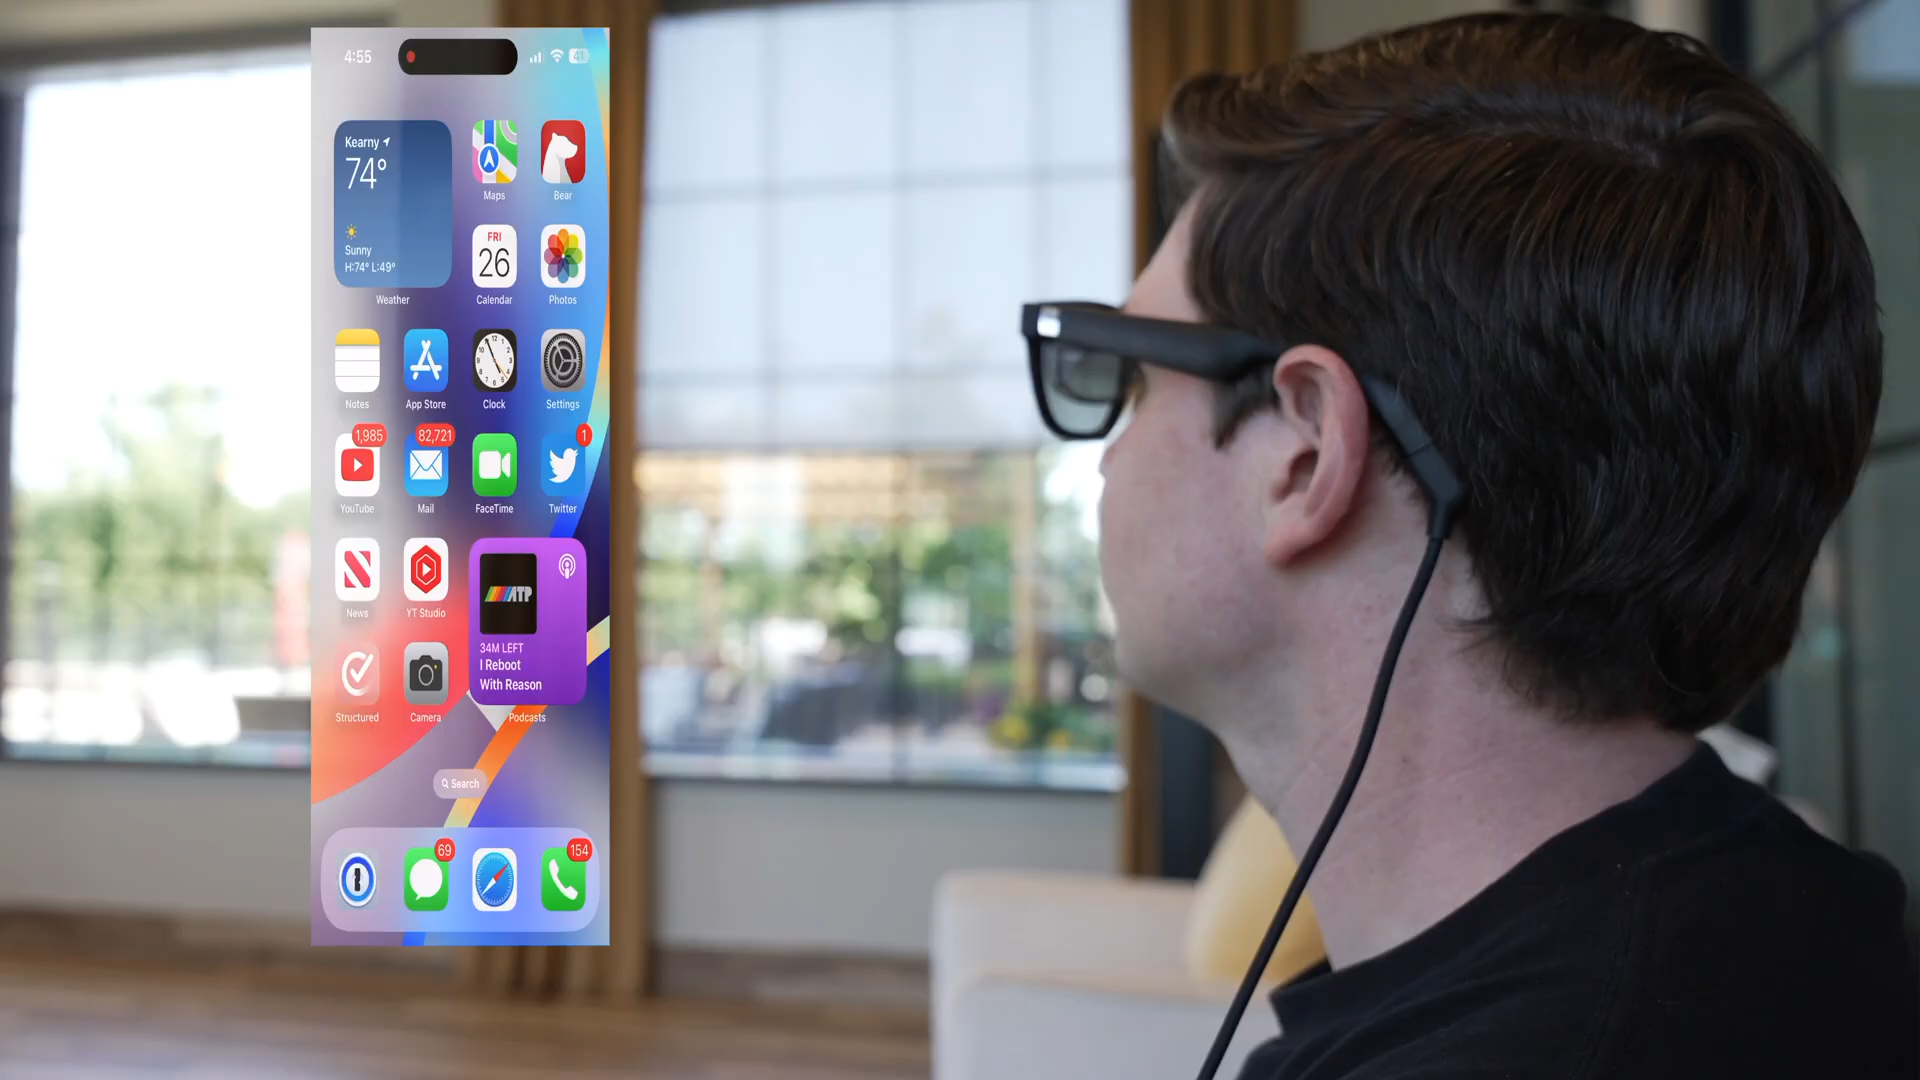 4:55
41
Kearny
74°
Sunny
H:74° L:49°
Weather
Maps
Bear
FRI
26
Calendar
Photos
Notes
App Store
Clock
Settings
1,985
82,721
1
YouTube
Mail
FaceTime
Twitter
News
YT Studio
ATP
34M LEFT
I Reboot
With Reason
Structured
Camera
Podcasts
Search
69
154